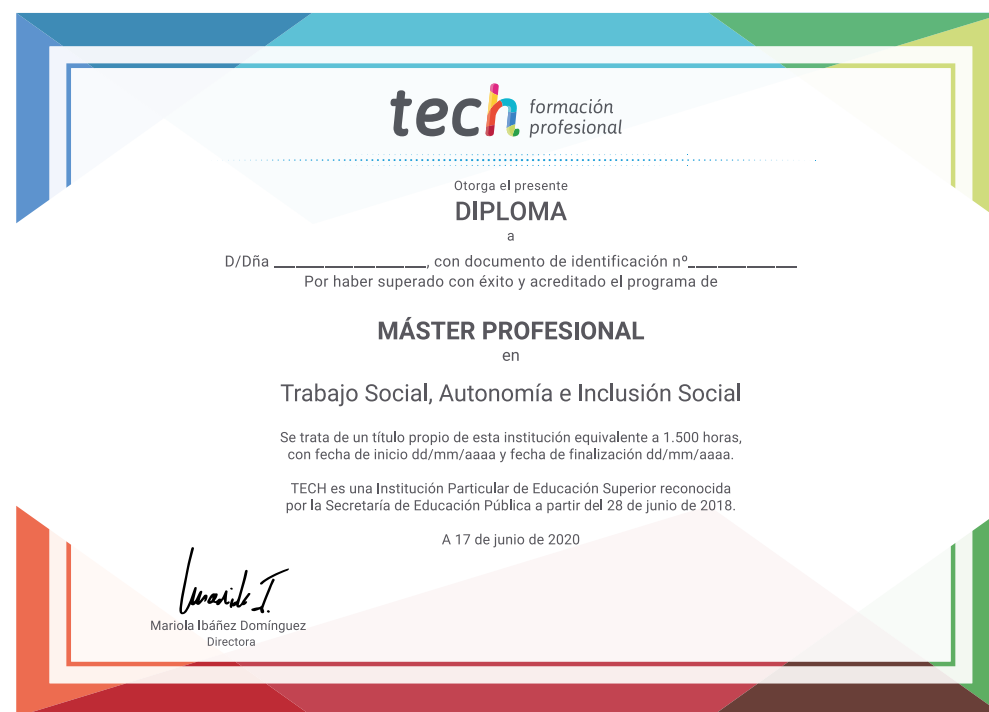 tech formación
profesional
Otorga el presente
DIPLOMA
a
D/Dña ______________, con documento de identificación nº__________
Por haber superado con éxito y acreditado el programa de
MÁSTER PROFESIONAL
en
Trabajo Social, Autonomía e Inclusión Social
Se trata de un título propio de esta institución equivalente a 1.500 horas,
con fecha de inicio dd/mm/aaaa y fecha de finalización dd/mm/aaaa.
TECH es una Institución Particular de Educación Superior reconocida
por la Secretaría de Educación Pública a partir del 28 de junio de 2018.
A 17 de junio de 2020
Mariola Ibáñez Domínguez
Directora